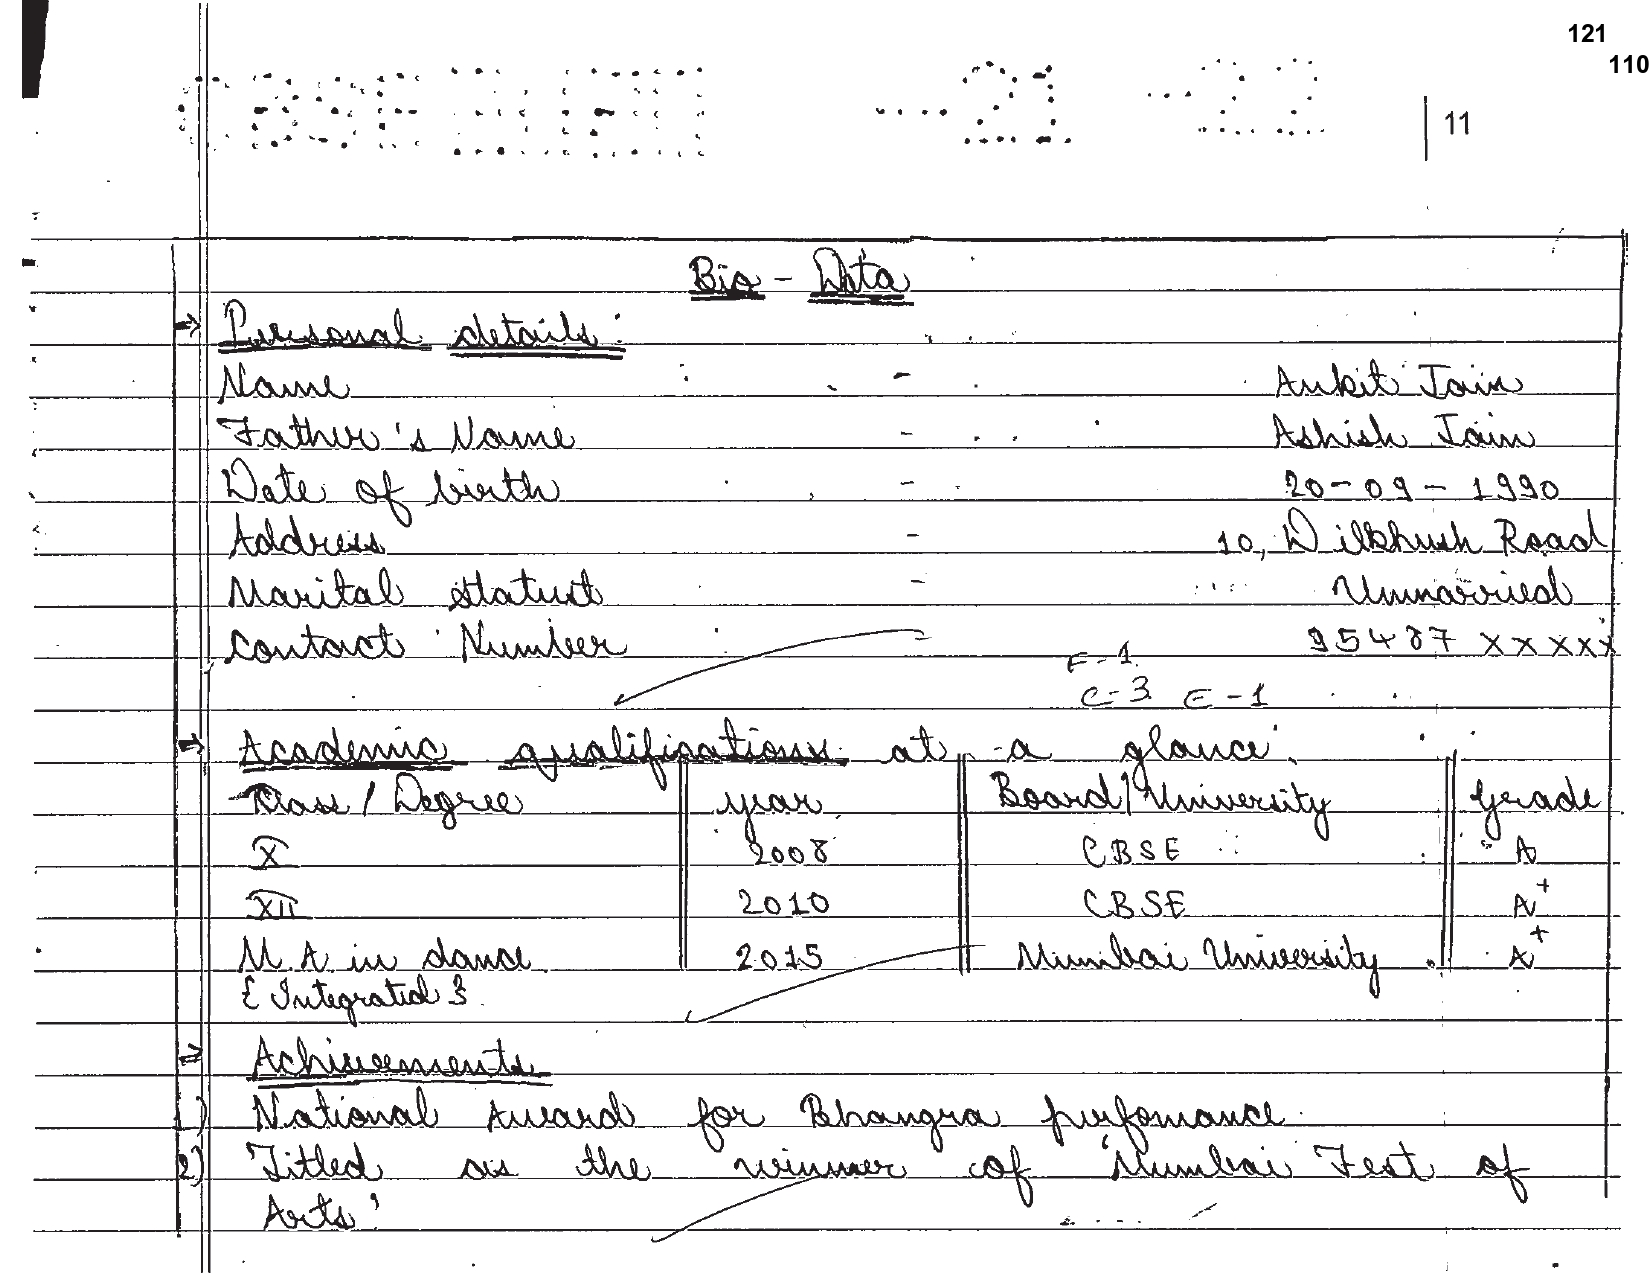 121
110
11
Bio - Data
Personal details:
Name - Ankit Jain
Father's Name - Ashish Jain
Date of birth - 20-09-1990
Address - 10, Dilkhush Road
Marital Status - Unmarried
Contact Number - 95487 xxxxx
F-1
C-3 E-1
Academic qualifications at a glance
Class / Degree year Board/University Grade
X 2008 CBSE A
XII 2010 CBSE A+
M.A in dance 2015 Mumbai University A+
{ Integrated }
Achivements
1) National Award for Bhangra perfomance
2) Titled as the winner of 'Mumbai Fest of
Arts'